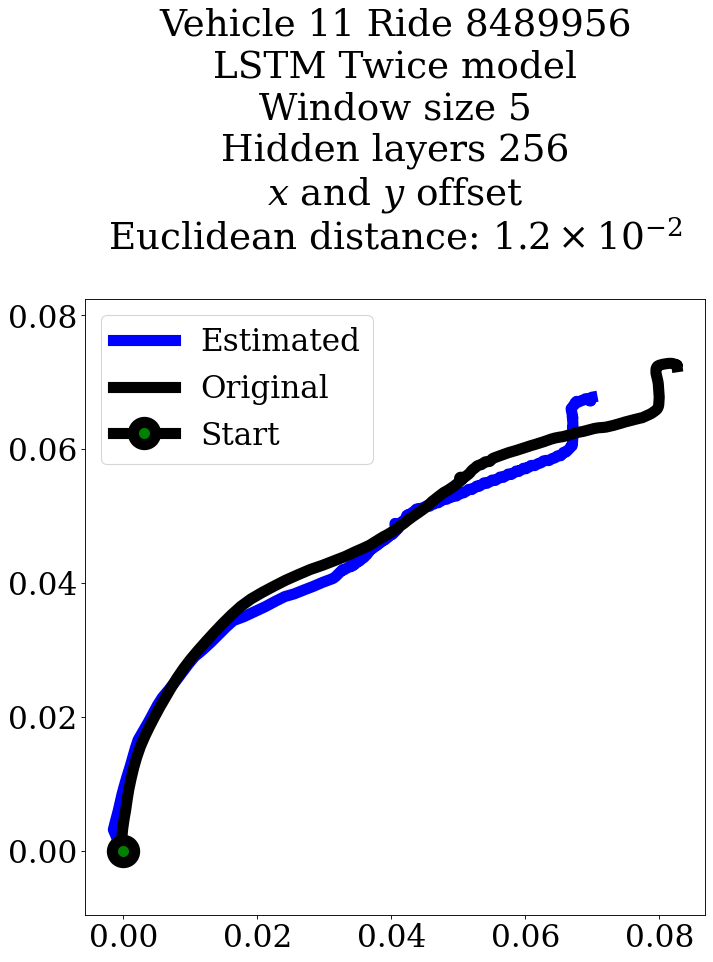 Vehicle 11 Ride 8489956
LSTM Twice model
Window size 5
Hidden layers 256
x and y offset
Euclidean distance: 1.2 × 10⁻²
Estimated
Original
Start
0.08
0.06
0.04
0.02
0.00
0.00 0.02 0.04 0.06 0.08